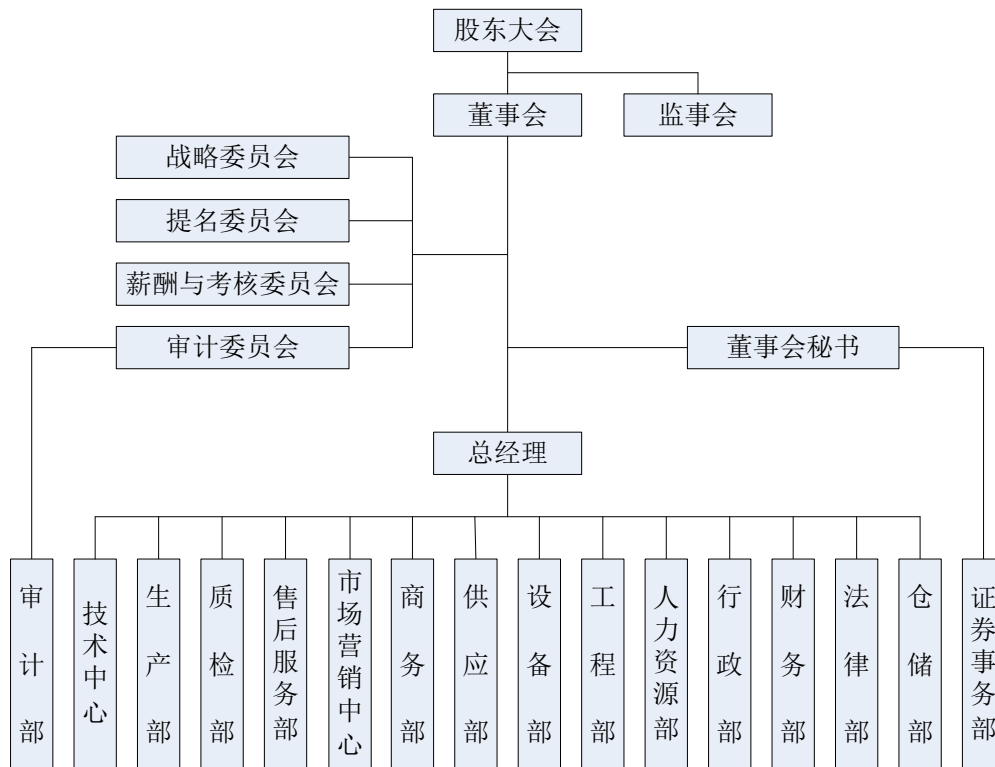 股东大会
董事会
监事会
战略委员会
提名委员会
薪酬与考核委员会
审计委员会
董事会秘书
总经理
审计部
技术中心
生产部
质检部
售后服务部
市场营销中心
商务部
供应部
设备部
工程部
人力资源部
行政部
财务部
法律部
仓储部
证券事务部